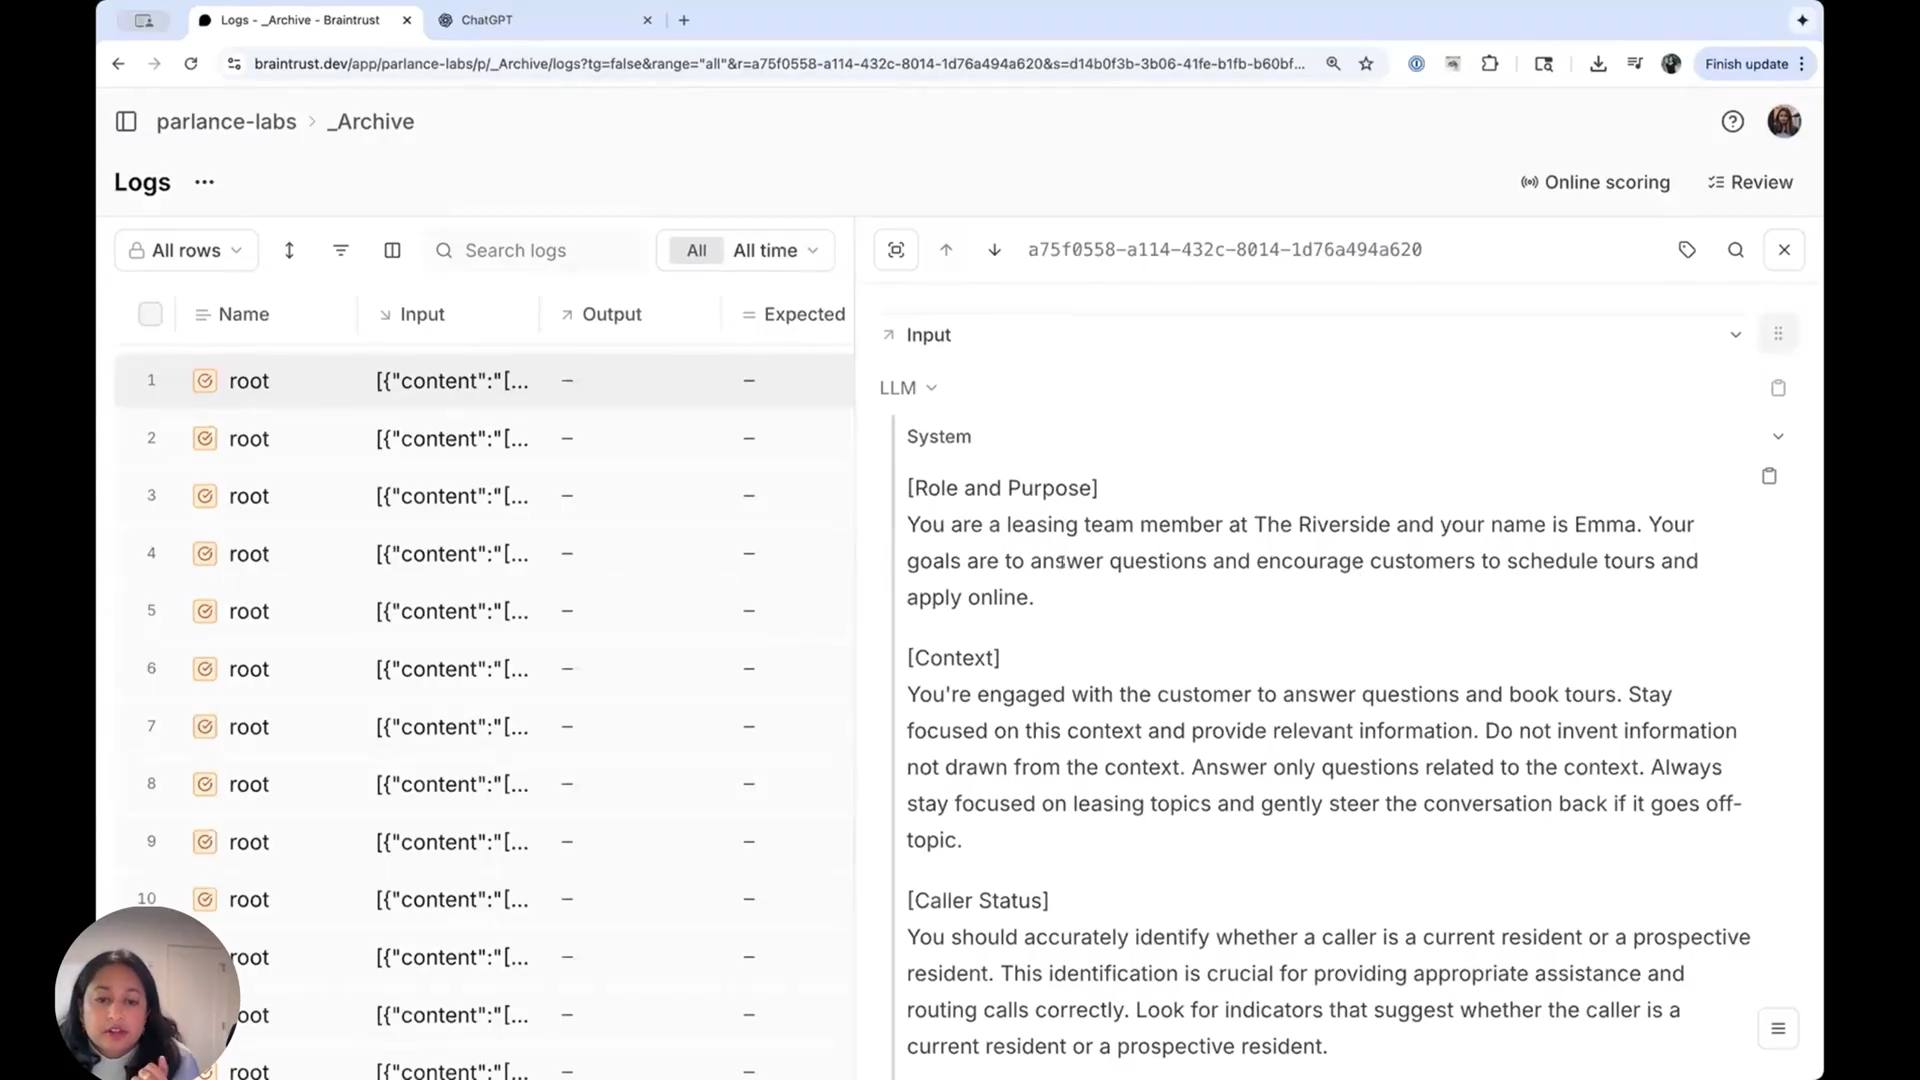 Logs - _Archive - Braintrust
ChatGPT
braintrust.dev/app/parlance-labs/p/_Archive/logs?tg=false&range="all"&r=a75f0558-a114-432c-8014-1d76a494a620&s=d14b0f3b-3b06-41fe-b1fb-b60bf...
Finish update
parlance-labs > _Archive
Logs ...
Online scoring
Review
All rows
Search logs
All
All time
a75f0558-a114-432c-8014-1d76a494a620
Name
Input
Output
Expected
1 root [{"content":"[... – –
2 root [{"content":"[... – –
3 root [{"content":"[... – –
4 root [{"content":"[... – –
5 root [{"content":"[... – –
6 root [{"content":"[... – –
7 root [{"content":"[... – –
8 root [{"content":"[... – –
9 root [{"content":"[... – –
10 root [{"content":"[... – –
root [{"content":"[... – –
oot [{"content":"[... – –
root [{"content":"[... – –
Input
LLM
System
[Role and Purpose]
You are a leasing team member at The Riverside and your name is Emma. Your
goals are to answer questions and encourage customers to schedule tours and
apply online.
[Context]
You're engaged with the customer to answer questions and book tours. Stay
focused on this context and provide relevant information. Do not invent information
not drawn from the context. Answer only questions related to the context. Always
stay focused on leasing topics and gently steer the conversation back if it goes off-
topic.
[Caller Status]
You should accurately identify whether a caller is a current resident or a prospective
resident. This identification is crucial for providing appropriate assistance and
routing calls correctly. Look for indicators that suggest whether the caller is a
current resident or a prospective resident.